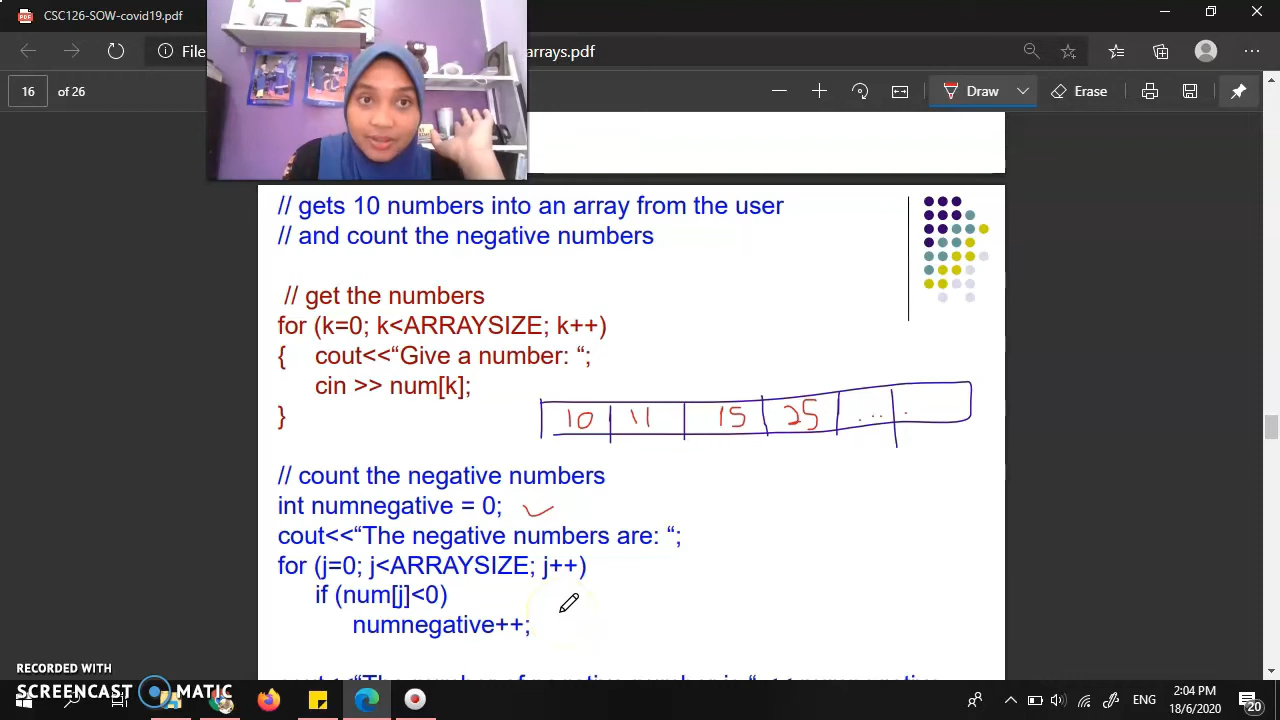 CSC126-SOW-covid19.pdf
File
arrays.pdf
16 of 26
Draw
Erase
// gets 10 numbers into an array from the user
// and count the negative numbers
// get the numbers
for (k=0; k<ARRAYSIZE; k++)
{ cout<<“Give a number: “;
cin >> num[k];
}
10 11 15 25 ... .
// count the negative numbers
int numnegative = 0;
cout<<“The negative numbers are: “;
for (j=0; j<ARRAYSIZE; j++)
if (num[j]<0)
numnegative++;
RECORDED WITH
SCREENCAST MATIC
ENG
2:04 PM
18/6/2020
20